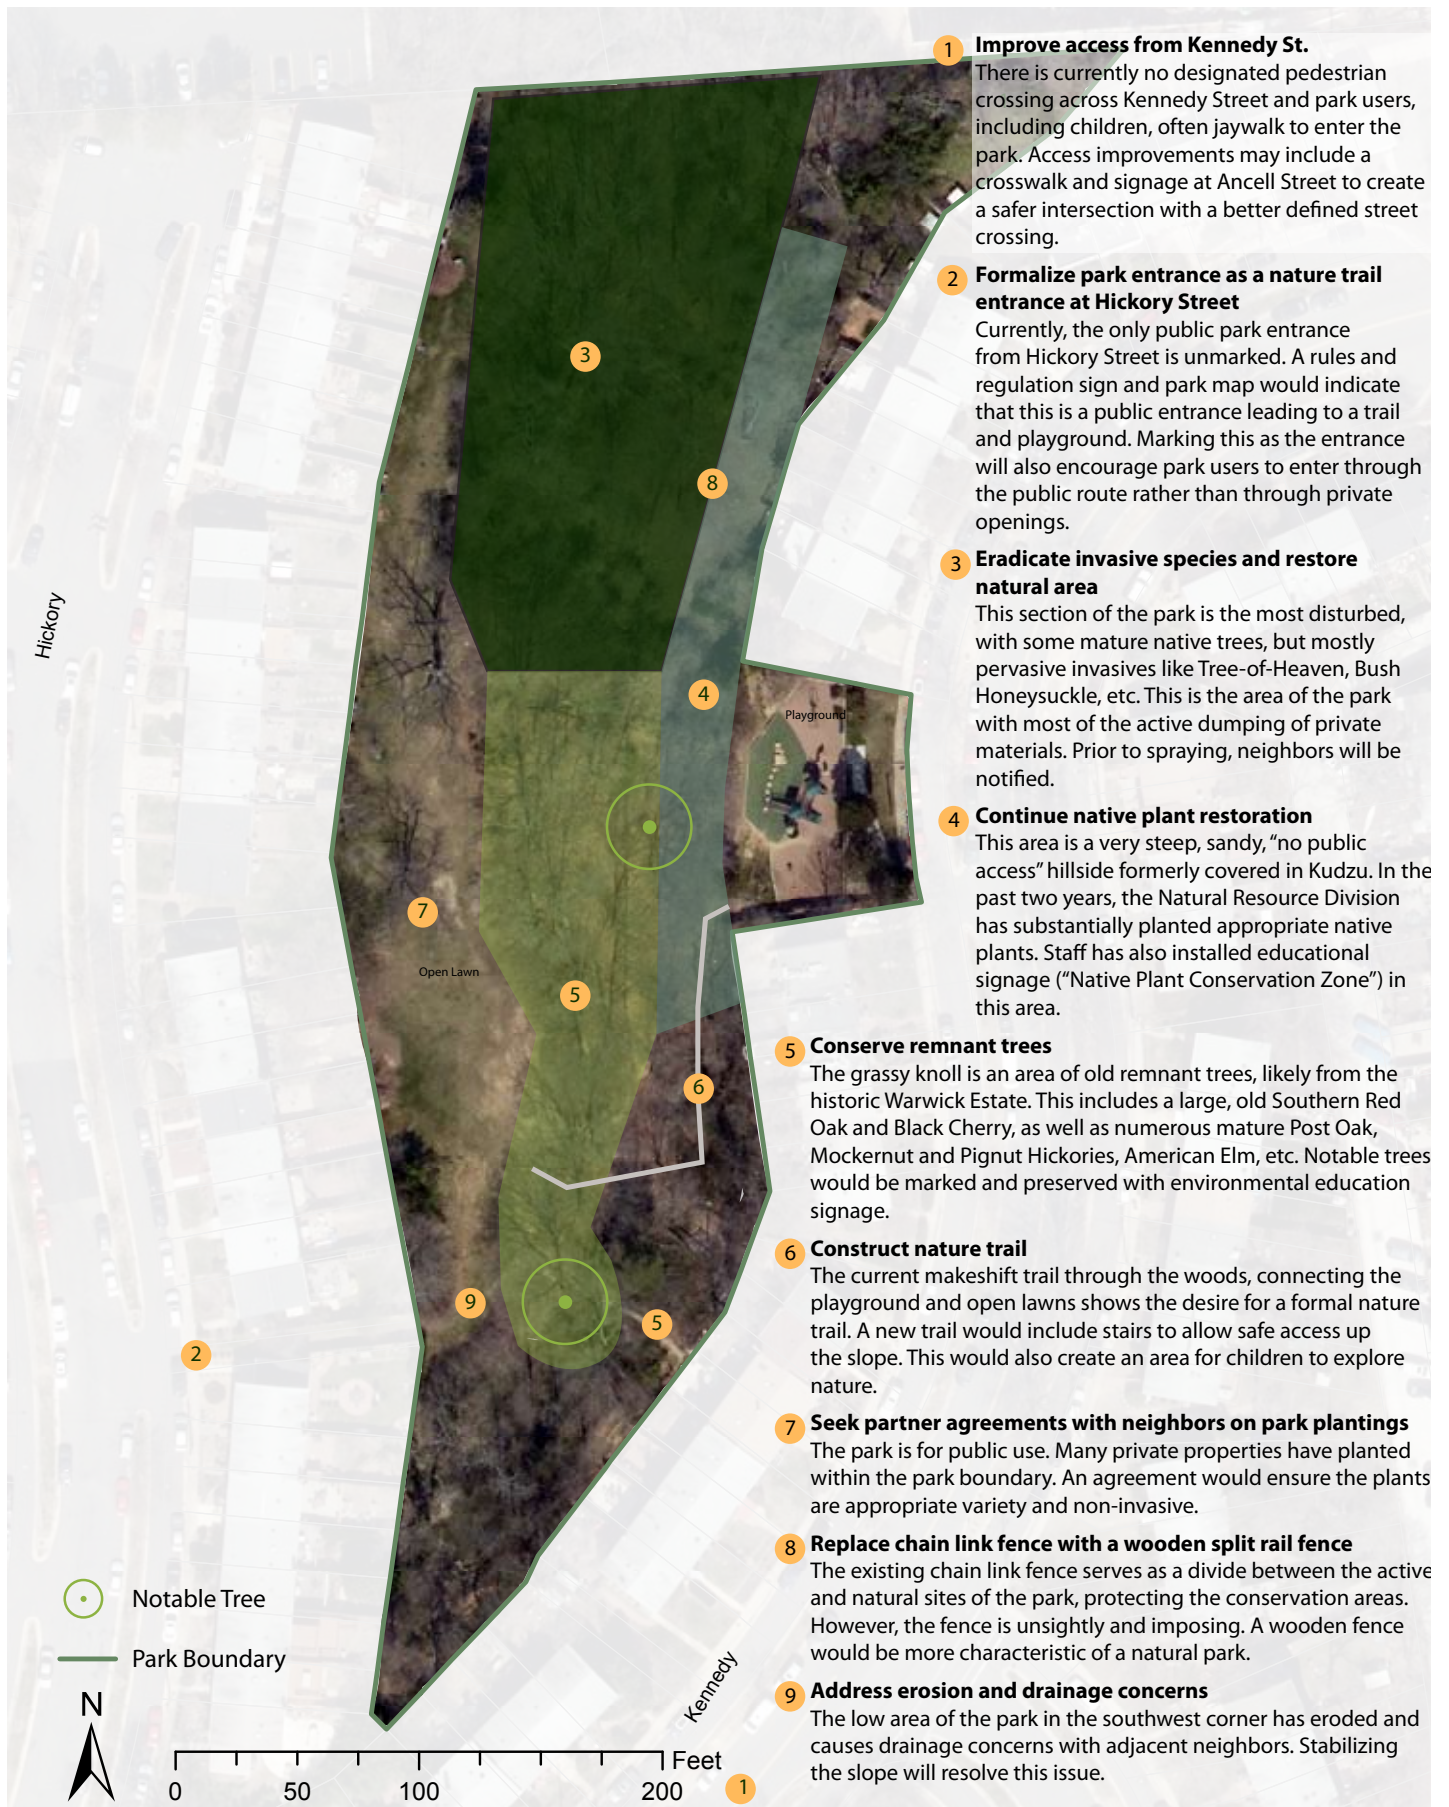 1 Improve access from Kennedy St.
There is currently no designated pedestrian
crossing across Kennedy Street and park users,
including children, often jaywalk to enter the
park. Access improvements may include a
crosswalk and signage at Ancell Street to create
a safer intersection with a better defined street
crossing.
2 Formalize park entrance as a nature trail
entrance at Hickory Street
Currently, the only public park entrance
from Hickory Street is unmarked. A rules and
regulation sign and park map would indicate
that this is a public entrance leading to a trail
and playground. Marking this as the entrance
will also encourage park users to enter through
the public route rather than through private
openings.
3 Eradicate invasive species and restore
natural area
This section of the park is the most disturbed,
with some mature native trees, but mostly
pervasive invasives like Tree-of-Heaven, Bush
Honeysuckle, etc. This is the area of the park
with most of the active dumping of private
materials. Prior to spraying, neighbors will be
notified.
4 Continue native plant restoration
This area is a very steep, sandy, “no public
access” hillside formerly covered in Kudzu. In the
past two years, the Natural Resource Division
has substantially planted appropriate native
plants. Staff has also installed educational
signage (“Native Plant Conservation Zone”) in
this area.
5 Conserve remnant trees
The grassy knoll is an area of old remnant trees, likely from the
historic Warwick Estate. This includes a large, old Southern Red
Oak and Black Cherry, as well as numerous mature Post Oak,
Mockernut and Pignut Hickories, American Elm, etc. Notable trees
would be marked and preserved with environmental education
signage.
6 Construct nature trail
The current makeshift trail through the woods, connecting the
playground and open lawns shows the desire for a formal nature
trail. A new trail would include stairs to allow safe access up
the slope. This would also create an area for children to explore
nature.
7 Seek partner agreements with neighbors on park plantings
The park is for public use. Many private properties have planted
within the park boundary. An agreement would ensure the plants
are appropriate variety and non-invasive.
8 Replace chain link fence with a wooden split rail fence
The existing chain link fence serves as a divide between the active
and natural sites of the park, protecting the conservation areas.
However, the fence is unsightly and imposing. A wooden fence
would be more characteristic of a natural park.
9 Address erosion and drainage concerns
The low area of the park in the southwest corner has eroded and
causes drainage concerns with adjacent neighbors. Stabilizing
the slope will resolve this issue.
3
8
Hickory
4
Playground
7
Open Lawn
5
6
9
5
2
Notable Tree
Park Boundary
Kennedy
N
Feet
0 50 100 200
1